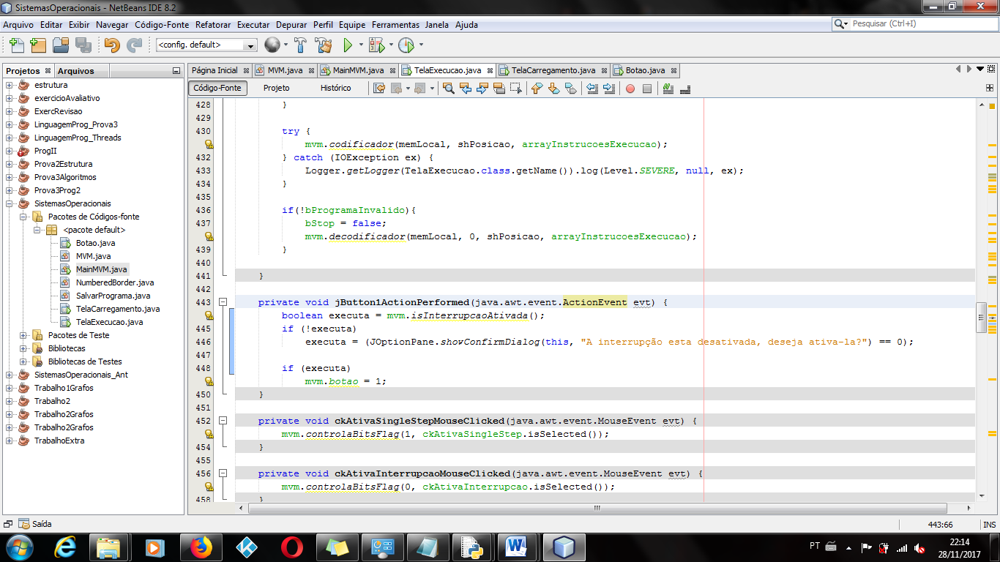 SistemasOperacionais - NetBeans IDE 8.2
Arquivo Editar Exibir Navegar Código-Fonte Refatorar Executar Depurar Perfil Equipe Ferramentas Janela Ajuda
Pesquisar (Ctrl+I)
<config. default>
Projetos Arquivos
Página Inicial MVM.java MainMVM.java TelaExecucao.java TelaCarregamento.java Botao.java
Código-Fonte Projeto Histórico
estrutura
exercicioAvaliativo
ExercRevisao
LinguagemProg_Prova3
LinguagemProg_Threads
ProgII
Prova2Estrutura
Prova3Algoritmos
Prova3Prog2
SistemasOperacionais
Pacotes de Códigos-fonte
<pacote default>
Botao.java
MVM.java
MainMVM.java
NumberedBorder.java
SalvarPrograma.java
TelaCarregamento.java
TelaExecucao.java
Pacotes de Teste
Bibliotecas
Bibliotecas de Testes
SistemasOperacionais_Ant
Trabalho1Grafos
Trabalho2
Trabalho2Grafos
Trabalho2Grafos
TrabalhoExtra
428 }
429
430 try {
mvm.codificador(memLocal, shPosicao, arrayInstrucoesExecucao);
432 } catch (IOException ex) {
433 Logger.getLogger(TelaExecucao.class.getName()).log(Level.SEVERE, null, ex);
434 }
435
436 if(!bProgramaInvalido){
437 bStop = false;
mvm.decodificador(memLocal, 0, shPosicao, arrayInstrucoesExecucao);
439 }
440
441 }
442
443 private void jButton1ActionPerformed(java.awt.event.ActionEvent evt) {
boolean executa = mvm.isInterrupcaoAtivada();
445 if (!executa)
446 executa = (JOptionPane.showConfirmDialog(this, "A interrupção esta desativada, deseja ativa-la?") == 0);
447
448 if (executa)
mvm.botao = 1;
450 }
451
452 private void ckAtivaSingleStepMouseClicked(java.awt.event.MouseEvent evt) {
mvm.controlaBitsFlag(1, ckAtivaSingleStep.isSelected());
454 }
455
456 private void ckAtivaInterrupcaoMouseClicked(java.awt.event.MouseEvent evt) {
mvm.controlaBitsFlag(0, ckAtivaInterrupcao.isSelected());
458 }
Saída
443:66 INS
PT 22:14
28/11/2017